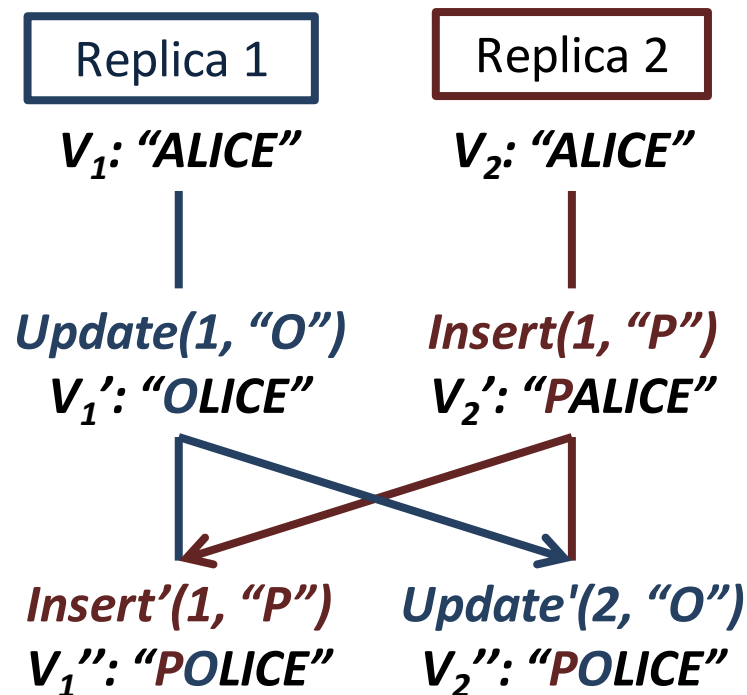 Replica 1
Replica 2
V₁: “ALICE”
V₂: “ALICE”
Update(1, “O”)
Insert(1, “P”)
V₁’: “OLICE”
V₂’: “PALICE”
Insert’(1, “P”)
Update'(2, “O”)
V₁’’: “POLICE”
V₂’’: “POLICE”